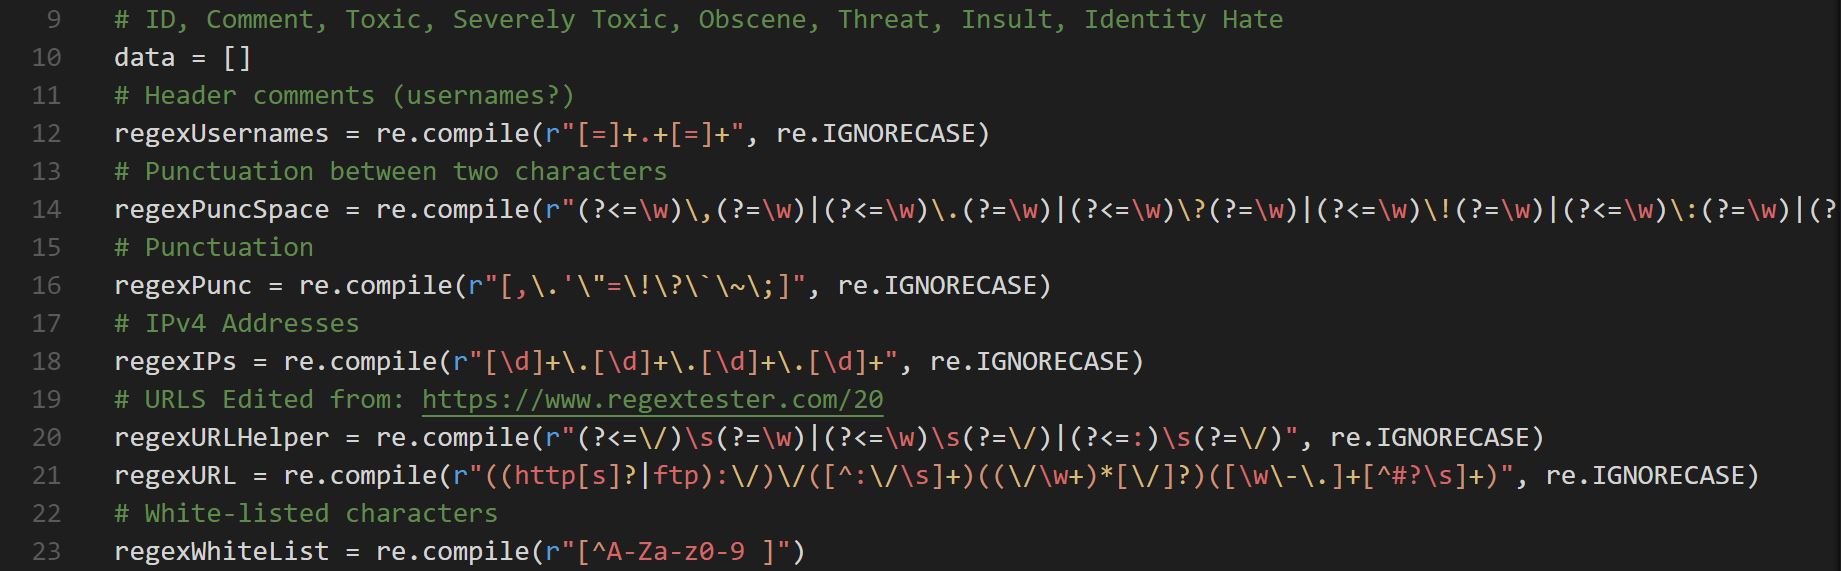 9 # ID, Comment, Toxic, Severely Toxic, Obscene, Threat, Insult, Identity Hate
10 data = []
11 # Header comments (usernames?)
12 regexUsernames = re.compile(r"[=]+.+[=]+", re.IGNORECASE)
13 # Punctuation between two characters
14 regexPuncSpace = re.compile(r"(?<=\w)\,(?=\w)|(?<=\w)\.(?=\w)|(?<=\w)\?(?=\w)|(?<=\w)\!(?=\w)|(?<=\w)\:(?=\w)|(?
15 # Punctuation
16 regexPunc = re.compile(r"[,\.'\"=\!\?\`\~\;]", re.IGNORECASE)
17 # IPv4 Addresses
18 regexIPs = re.compile(r"[\d]+\.[\d]+\.[\d]+\.[\d]+", re.IGNORECASE)
19 # URLS Edited from: https://www.regextester.com/20
20 regexURLHelper = re.compile(r"(?<=\/)\s(?=\w)|(?<=\w)\s(?=\/)|(?<=:)\s(?=\/)", re.IGNORECASE)
21 regexURL = re.compile(r"((http[s]?|ftp):\/)\/([^:\/\s]+)((\/\w+)*[\/]?)([\w\-\.]+[^#?\s]+)", re.IGNORECASE)
22 # White-listed characters
23 regexWhiteList = re.compile(r"[^A-Za-z0-9 ]")